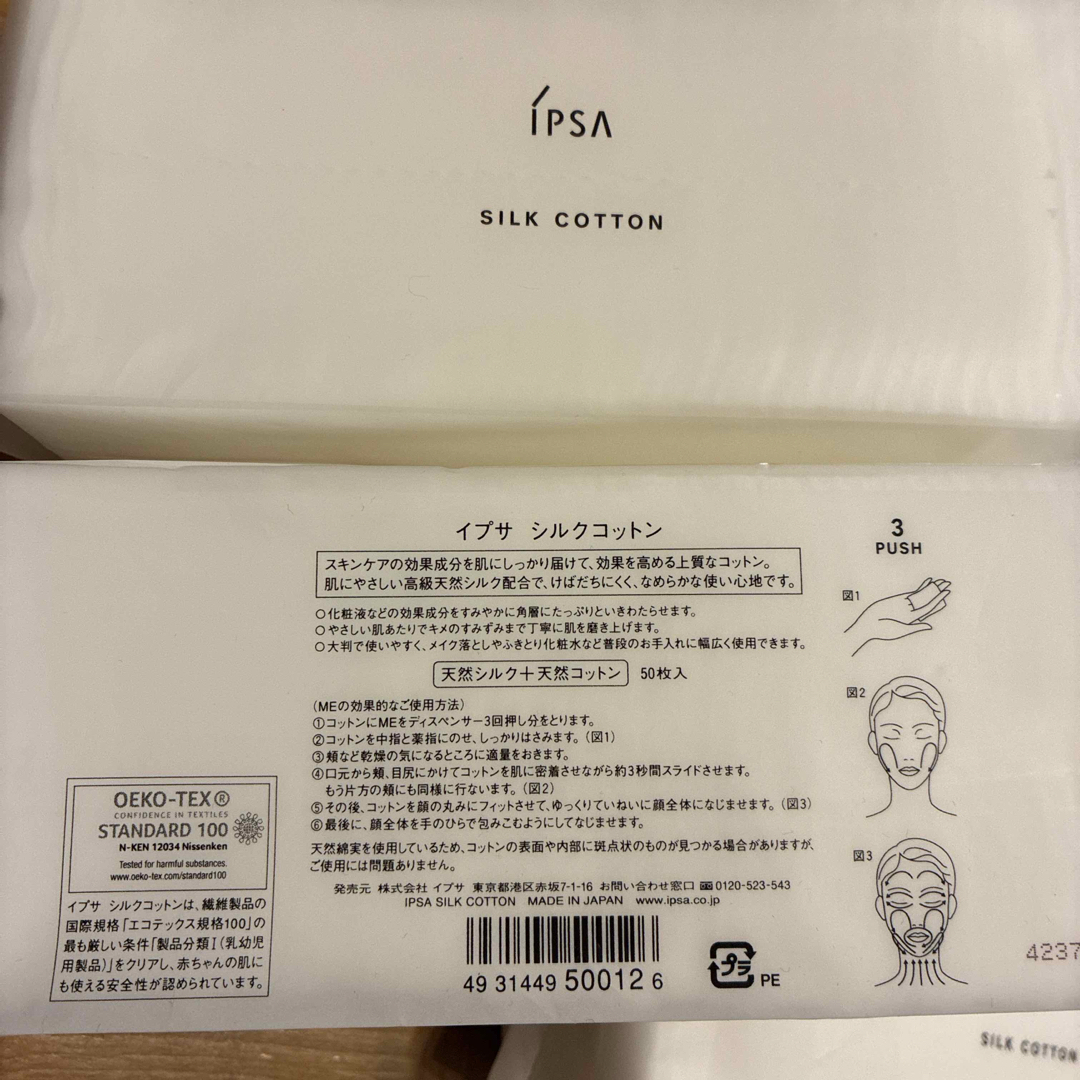 ÍPSA
SILK COTTON
イプサ シルクコットン
スキンケアの効果成分を肌にしっかり届けて、効果を高める上質なコットン。
肌にやさしい高級天然シルク配合で、けばだちにくく、なめらかな使い心地です。
○化粧液などの効果成分をすみやかに角層にたっぷりといきわたらせます。
○やさしい肌あたりでキメのすみずみまで丁寧に肌を磨き上げます。
○大判で使いやすく、メイク落としやふきとり化粧水など普段のお手入れに幅広く使用できます。
天然シルク+天然コットン 50枚入
(MEの効果的なご使用方法)
①コットンにMEをディスペンサー3回押し分をとります。
②コットンを中指と薬指にのせ、しっかりはさみます。(図1)
③頬など乾燥の気になるところに適量をおきます。
④口元から頬、目尻にかけてコットンを肌に密着させながら約3秒間スライドさせます。
もう片方の頬にも同様に行ないます。(図2)
⑤その後、コットンを顔の丸みにフィットさせて、ゆっくりていねいに顔全体になじませます。(図3)
⑥最後に、顔全体を手のひらで包みこむようにしてなじませます。
天然綿実を使用しているため、コットンの表面や内部に斑点状のものが見つかる場合がありますが、
ご使用には問題ありません。
発売元 株式会社 イプサ 東京都港区赤坂7-1-16 お問い合わせ窓口 0120-523-543
IPSA SILK COTTON MADE IN JAPAN www.ipsa.co.jp
49 31449 50012 6
プラ
PE
3
PUSH
図1
図2
図3
OEKO-TEX®
CONFIDENCE IN TEXTILES
STANDARD 100
N-KEN 12034 Nissenken
Tested for harmful substances.
www.oeko-tex.com/standard100
イプサ シルクコットンは、繊維製品の
国際規格「エコテックス規格100」の
最も厳しい条件「製品分類I(乳幼児
用製品)」をクリアし、赤ちゃんの肌に
も使える安全性が認められています。
4237
SILK COTTON